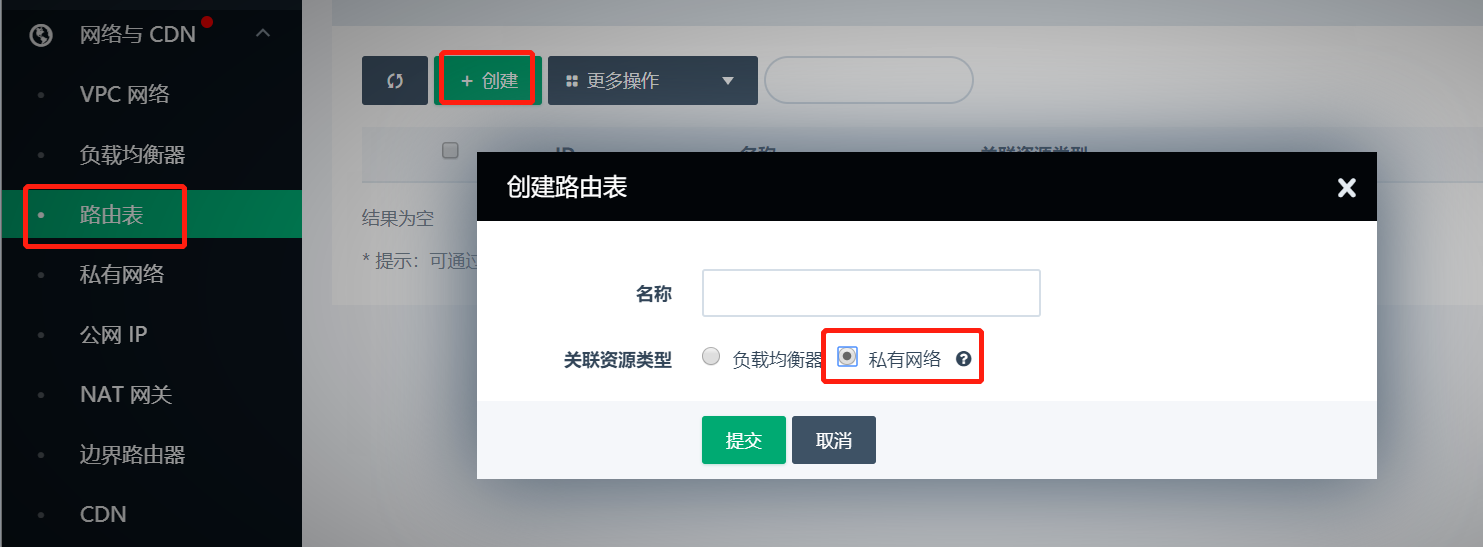 网络与 CDN
VPC 网络
负载均衡器
路由表
私有网络
公网 IP
NAT 网关
边界路由器
CDN
+ 创建
更多操作
结果为空
* 提示：可通过
创建路由表
名称
关联资源类型
负载均衡器
私有网络
提交
取消